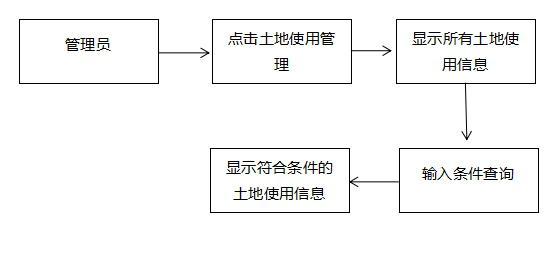 管理员
点击土地使用管
理
显示所有土地使
用信息
输入条件查询
显示符合条件的
土地使用信息